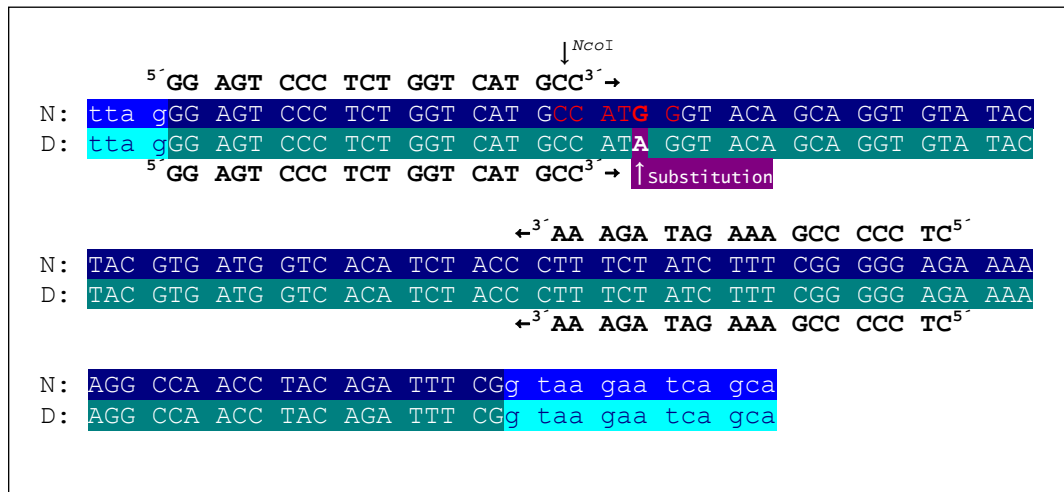 ↓NcoI
5´GG AGT CCC TCT GGT CAT GCC3´→
N: tta gGG AGT CCC TCT GGT CAT GCC ATG GGT ACA GCA GGT GTA TAC
D: tta gGG AGT CCC TCT GGT CAT GCC ATA GGT ACA GCA GGT GTA TAC
5´GG AGT CCC TCT GGT CAT GCC3´→ ↑Substitution
←3´AA AGA TAG AAA GCC CCC TC5´
N: TAC GTG ATG GTC ACA TCT ACC CTT TCT ATC TTT CGG GGG AGA AAA
D: TAC GTG ATG GTC ACA TCT ACC CTT TCT ATC TTT CGG GGG AGA AAA
←3´AA AGA TAG AAA GCC CCC TC5´
N: AGG CCA ACC TAC AGA TTT CGg taa gaa tca gca
D: AGG CCA ACC TAC AGA TTT CGg taa gaa tca gca